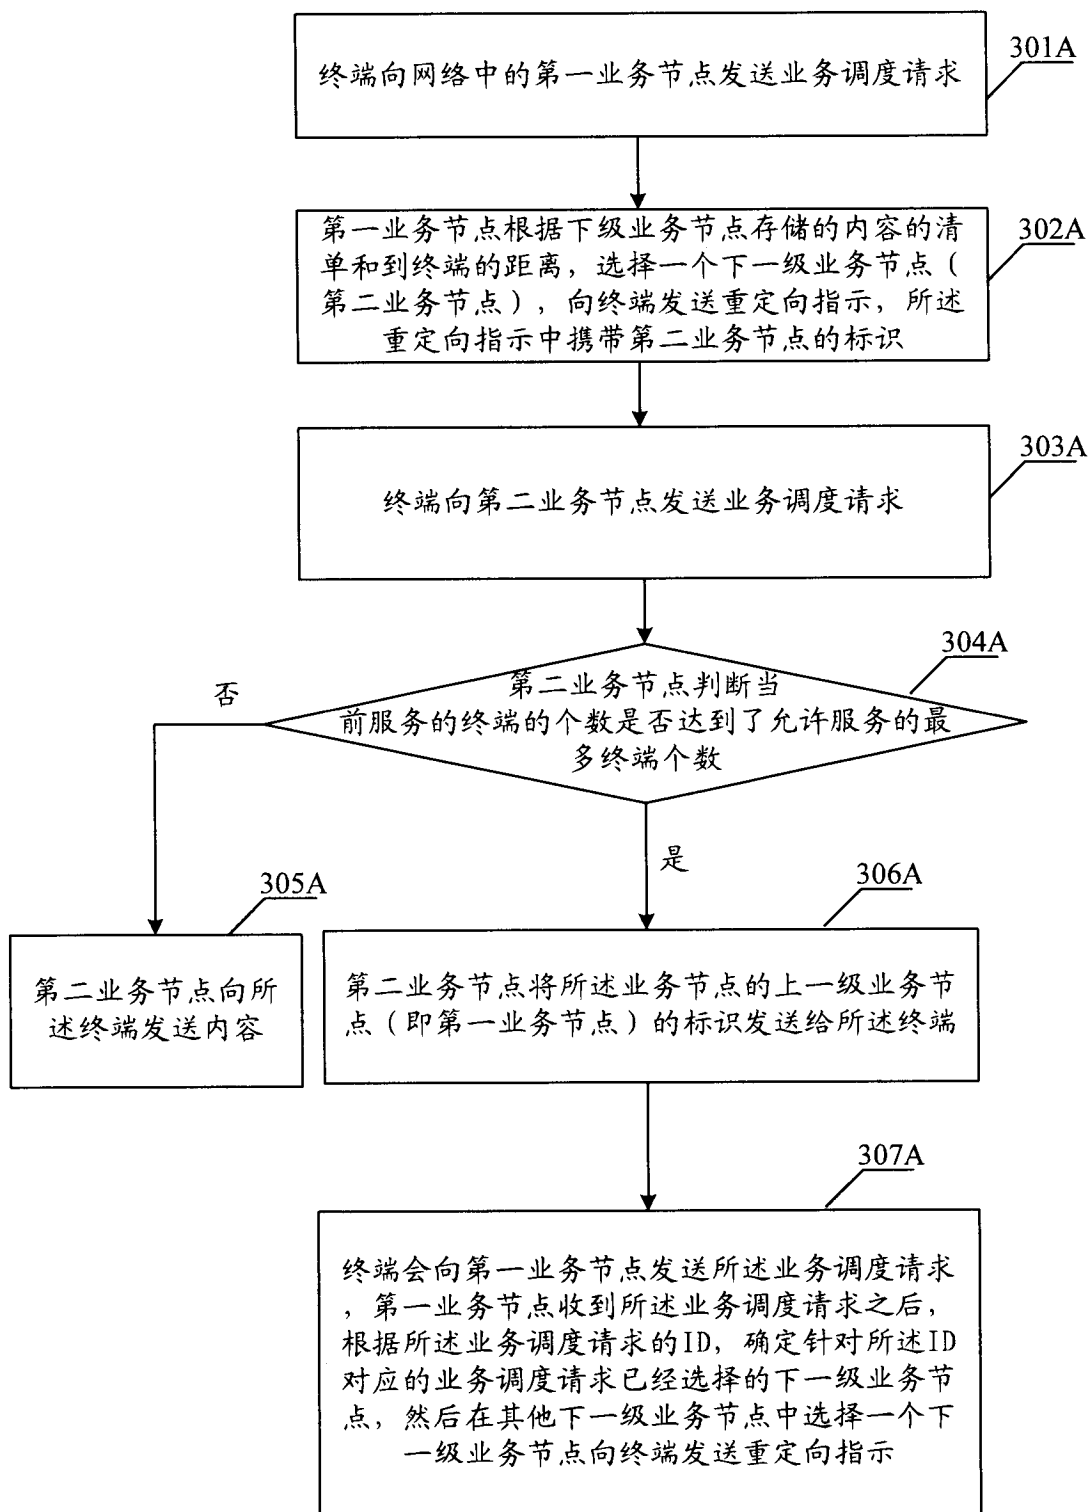 301A
终端向网络中的第一业务节点发送业务调度请求
302A
第一业务节点根据下级业务节点存储的内容的清
单和到终端的距离，选择一个下一级业务节点（
第二业务节点），向终端发送重定向指示，所述
重定向指示中携带第二业务节点的标识
303A
终端向第二业务节点发送业务调度请求
304A
第二业务节点判断当
前服务的终端的个数是否达到了允许服务的最
多终端个数
否
是
305A
第二业务节点向所
述终端发送内容
306A
第二业务节点将所述业务节点的上一级业务节
点（即第一业务节点）的标识发送给所述终端
307A
终端会向第一业务节点发送所述业务调度请求
，第一业务节点收到所述业务调度请求之后，
根据所述业务调度请求的ID，确定针对所述ID
对应的业务调度请求已经选择的下一级业务节
点，然后在其他下一级业务节点中选择一个下
一级业务节点向终端发送重定向指示